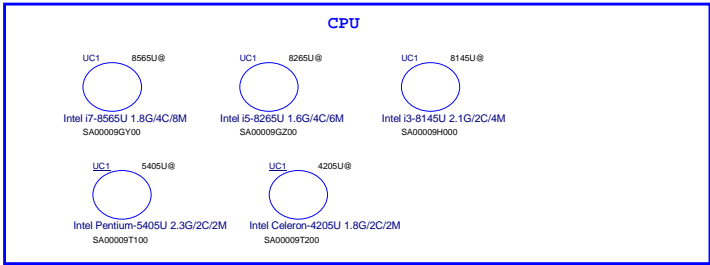 CPU
UC1 8565U@
Intel i7-8565U 1.8G/4C/8M
SA00009GY00
UC1 8265U@
Intel i5-8265U 1.6G/4C/6M
SA00009GZ00
UC1 8145U@
Intel i3-8145U 2.1G/2C/4M
SA00009H000
UC1 5405U@
Intel Pentium-5405U 2.3G/2C/2M
SA00009T100
UC1 4205U@
Intel Celeron-4205U 1.8G/2C/2M
SA00009T200